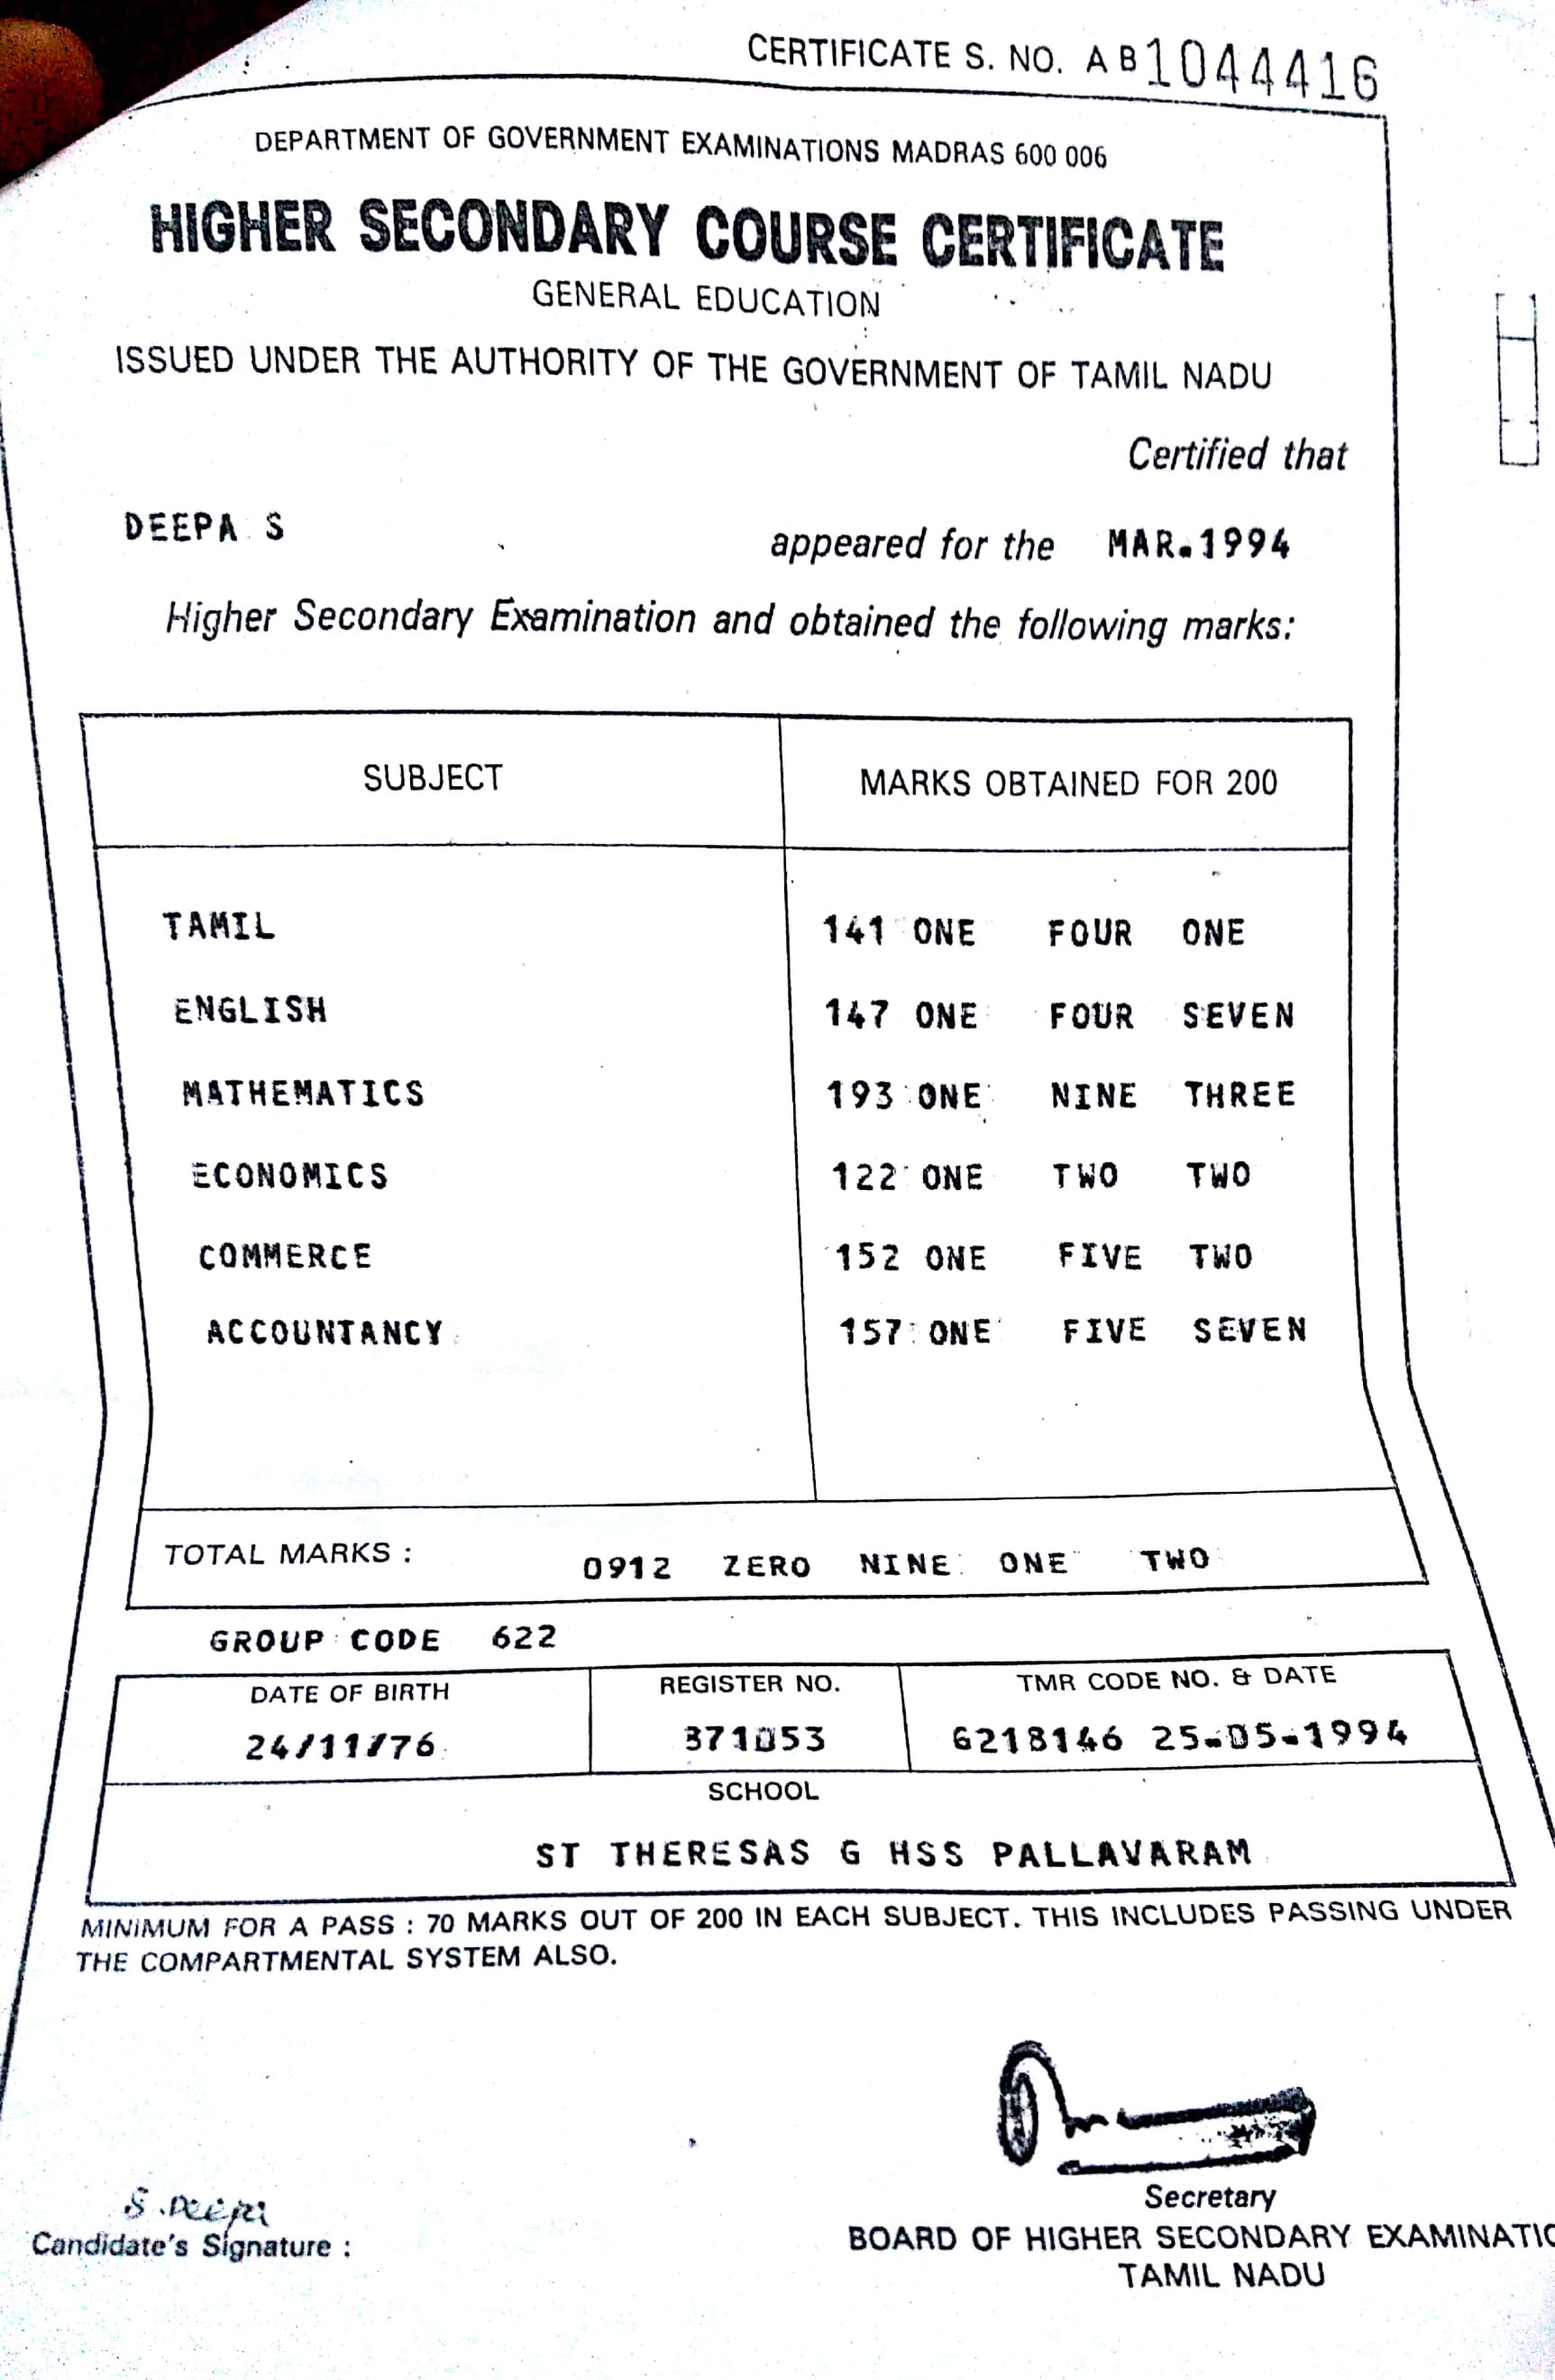 CERTIFICATE S. NO. AB 1044416
DEPARTMENT OF GOVERNMENT EXAMINATIONS MADRAS 600 006
HIGHER SECONDARY COURSE CERTIFICATE
GENERAL EDUCATION
ISSUED UNDER THE AUTHORITY OF THE GOVERNMENT OF TAMIL NADU
Certified that
DEEPA S appeared for the MAR.1994
Higher Secondary Examination and obtained the following marks:
SUBJECT MARKS OBTAINED FOR 200
TAMIL 141 ONE FOUR ONE
ENGLISH 147 ONE FOUR SEVEN
MATHEMATICS 193 ONE NINE THREE
ECONOMICS 122 ONE TWO TWO
COMMERCE 152 ONE FIVE TWO
ACCOUNTANCY 157 ONE FIVE SEVEN
TOTAL MARKS : 0912 ZERO NINE ONE TWO
GROUP CODE 622
DATE OF BIRTH REGISTER NO. TMR CODE NO. & DATE
24/11/76 371053 G218146 25-05-1994
SCHOOL
ST THERESAS G HSS PALLAVARAM
MINIMUM FOR A PASS : 70 MARKS OUT OF 200 IN EACH SUBJECT. THIS INCLUDES PASSING UNDER
THE COMPARTMENTAL SYSTEM ALSO.
S. Deepa
Secretary
Candidate's Signature : BOARD OF HIGHER SECONDARY EXAMINATIO
TAMIL NADU